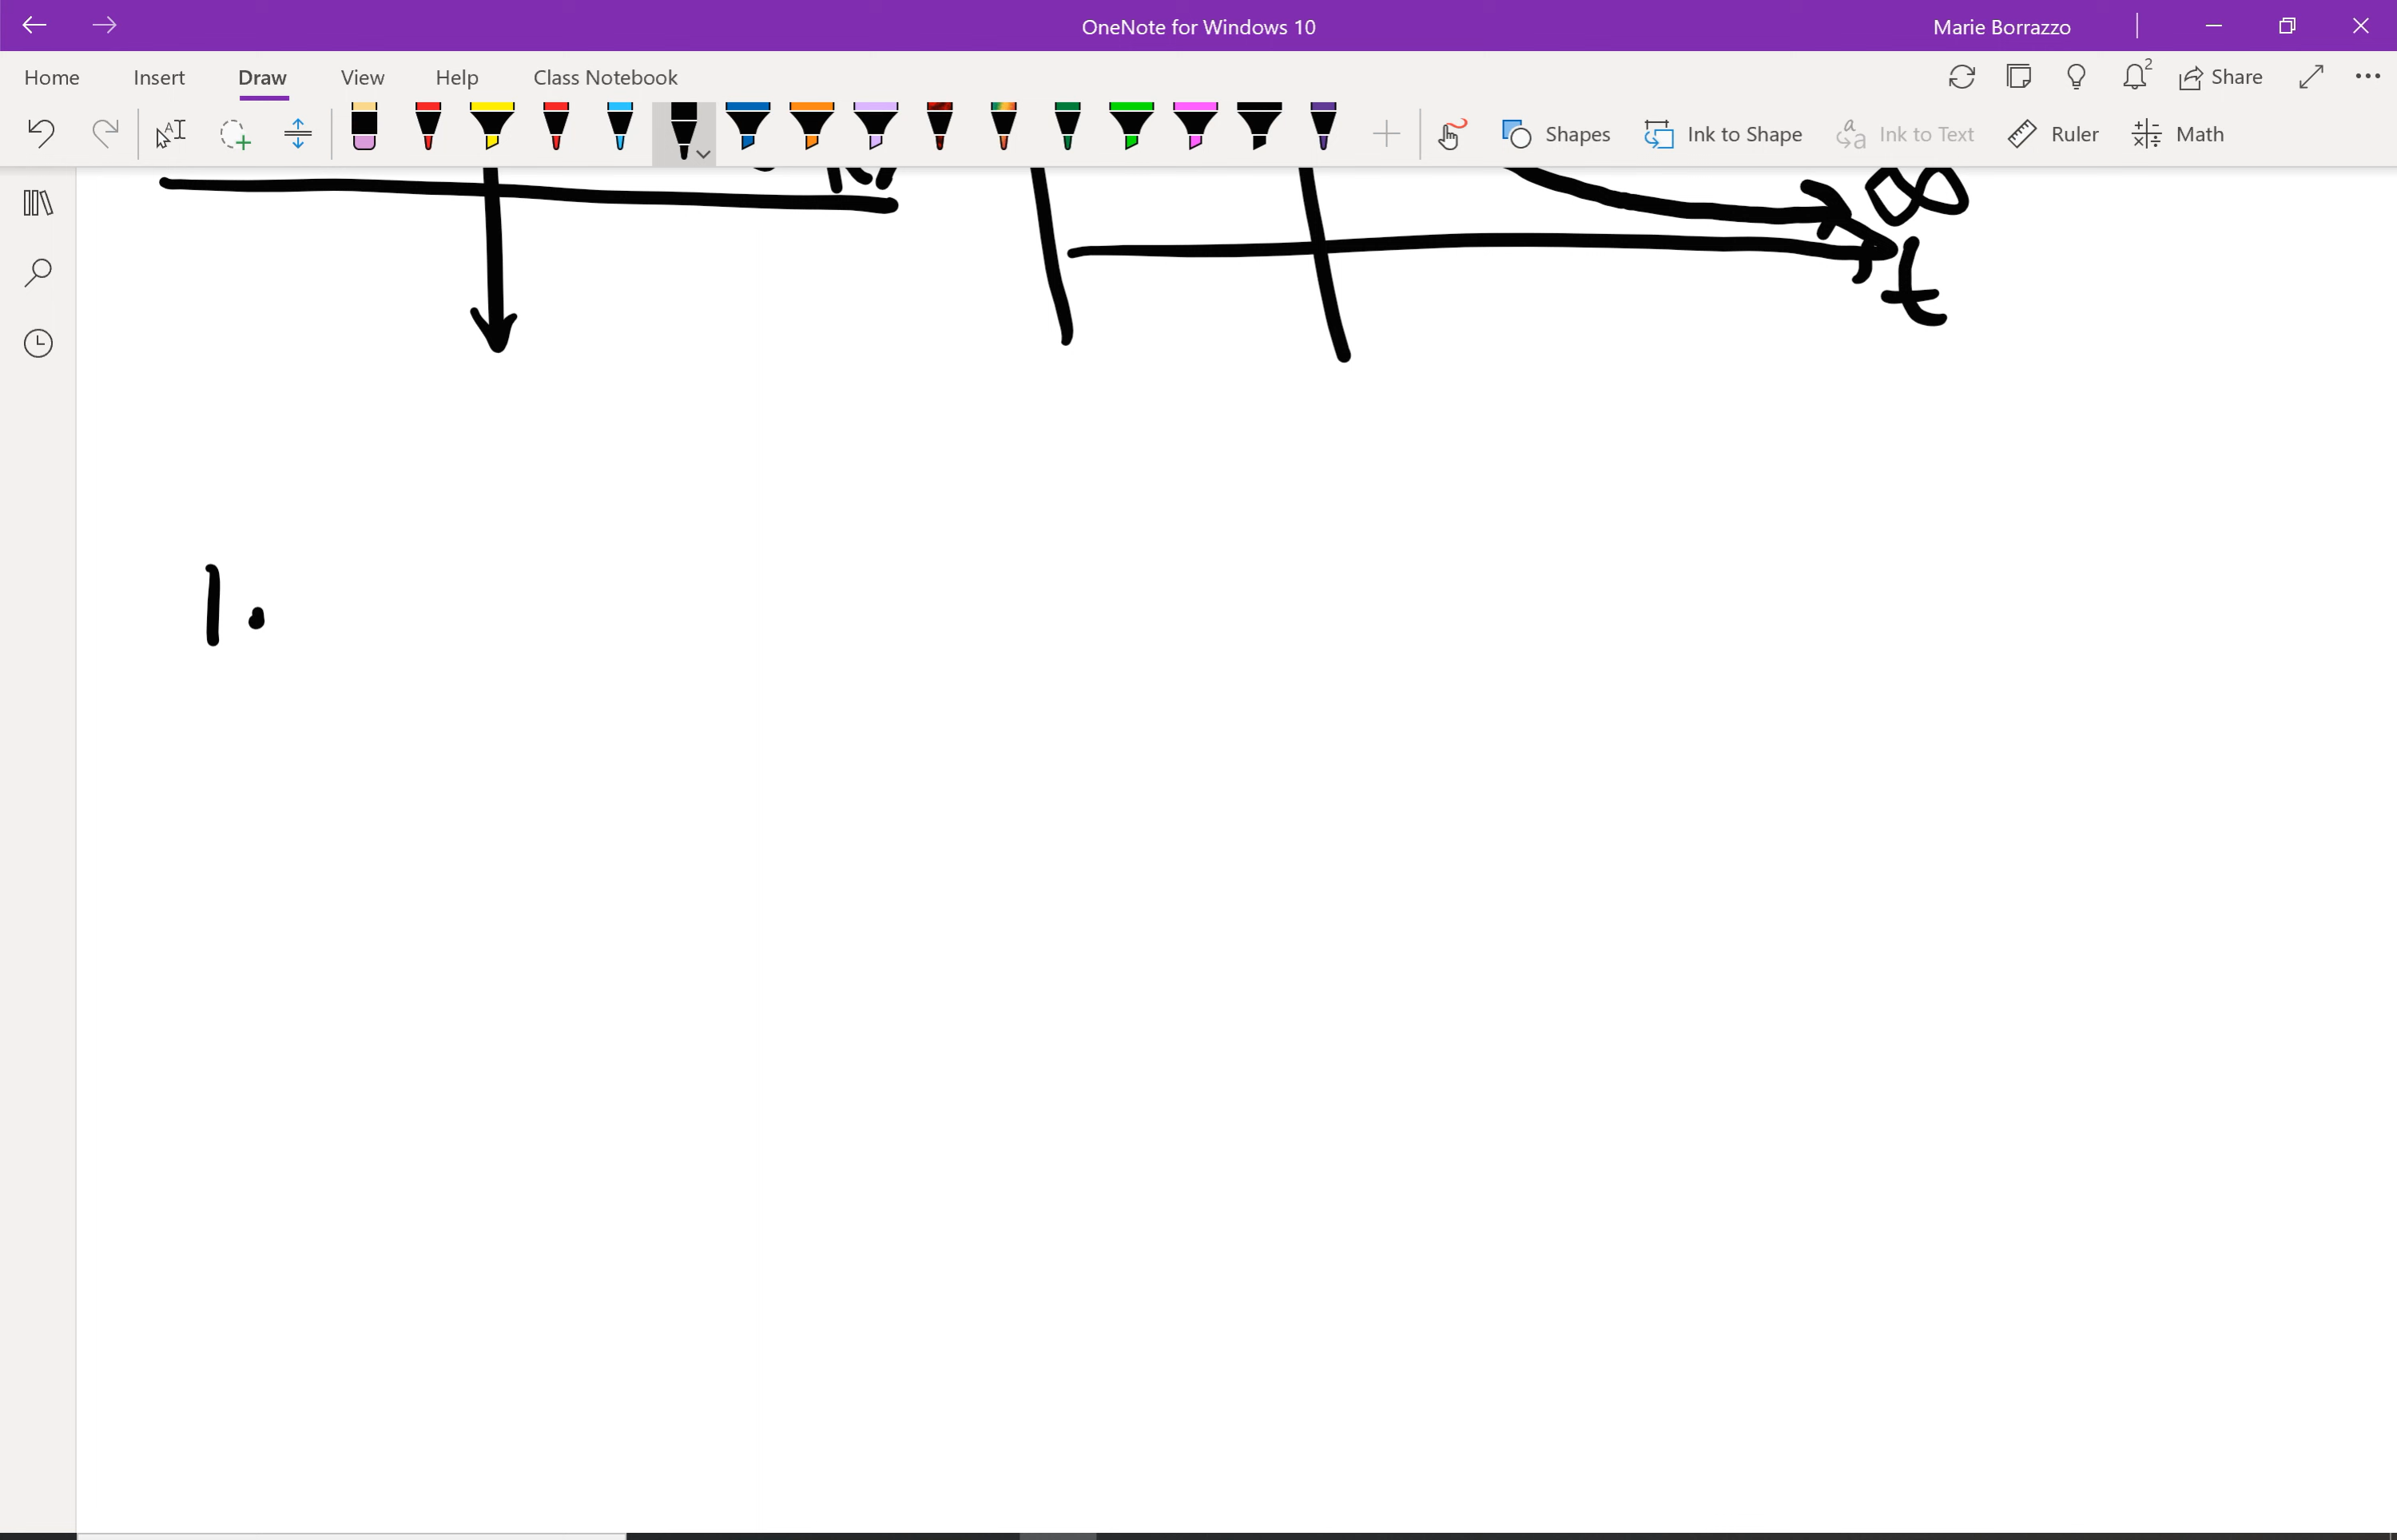 OneNote for Windows 10
Marie Borrazzo
Home Insert Draw View Help Class Notebook
2 Share
Shapes Ink to Shape Ink to Text Ruler Math
∞
t
1.